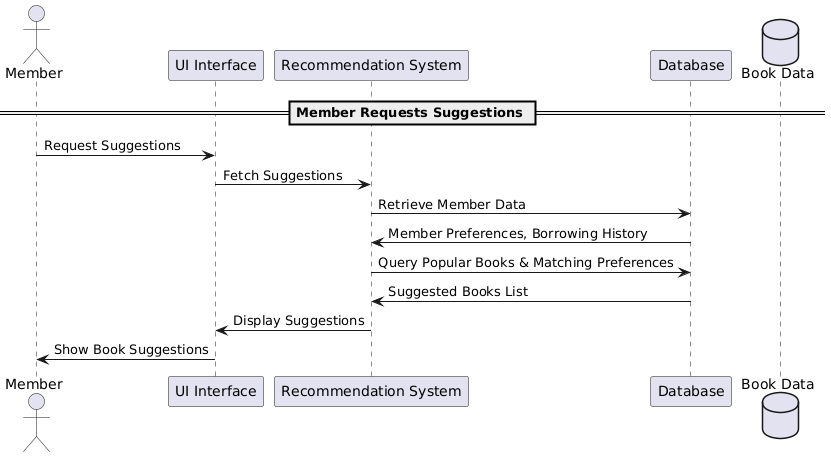 Member
UI Interface
Recommendation System
Database
Book Data
Member Requests Suggestions
Request Suggestions
Fetch Suggestions
Retrieve Member Data
Member Preferences, Borrowing History
Query Popular Books & Matching Preferences
Suggested Books List
Display Suggestions
Show Book Suggestions
Member
UI Interface
Recommendation System
Database
Book Data